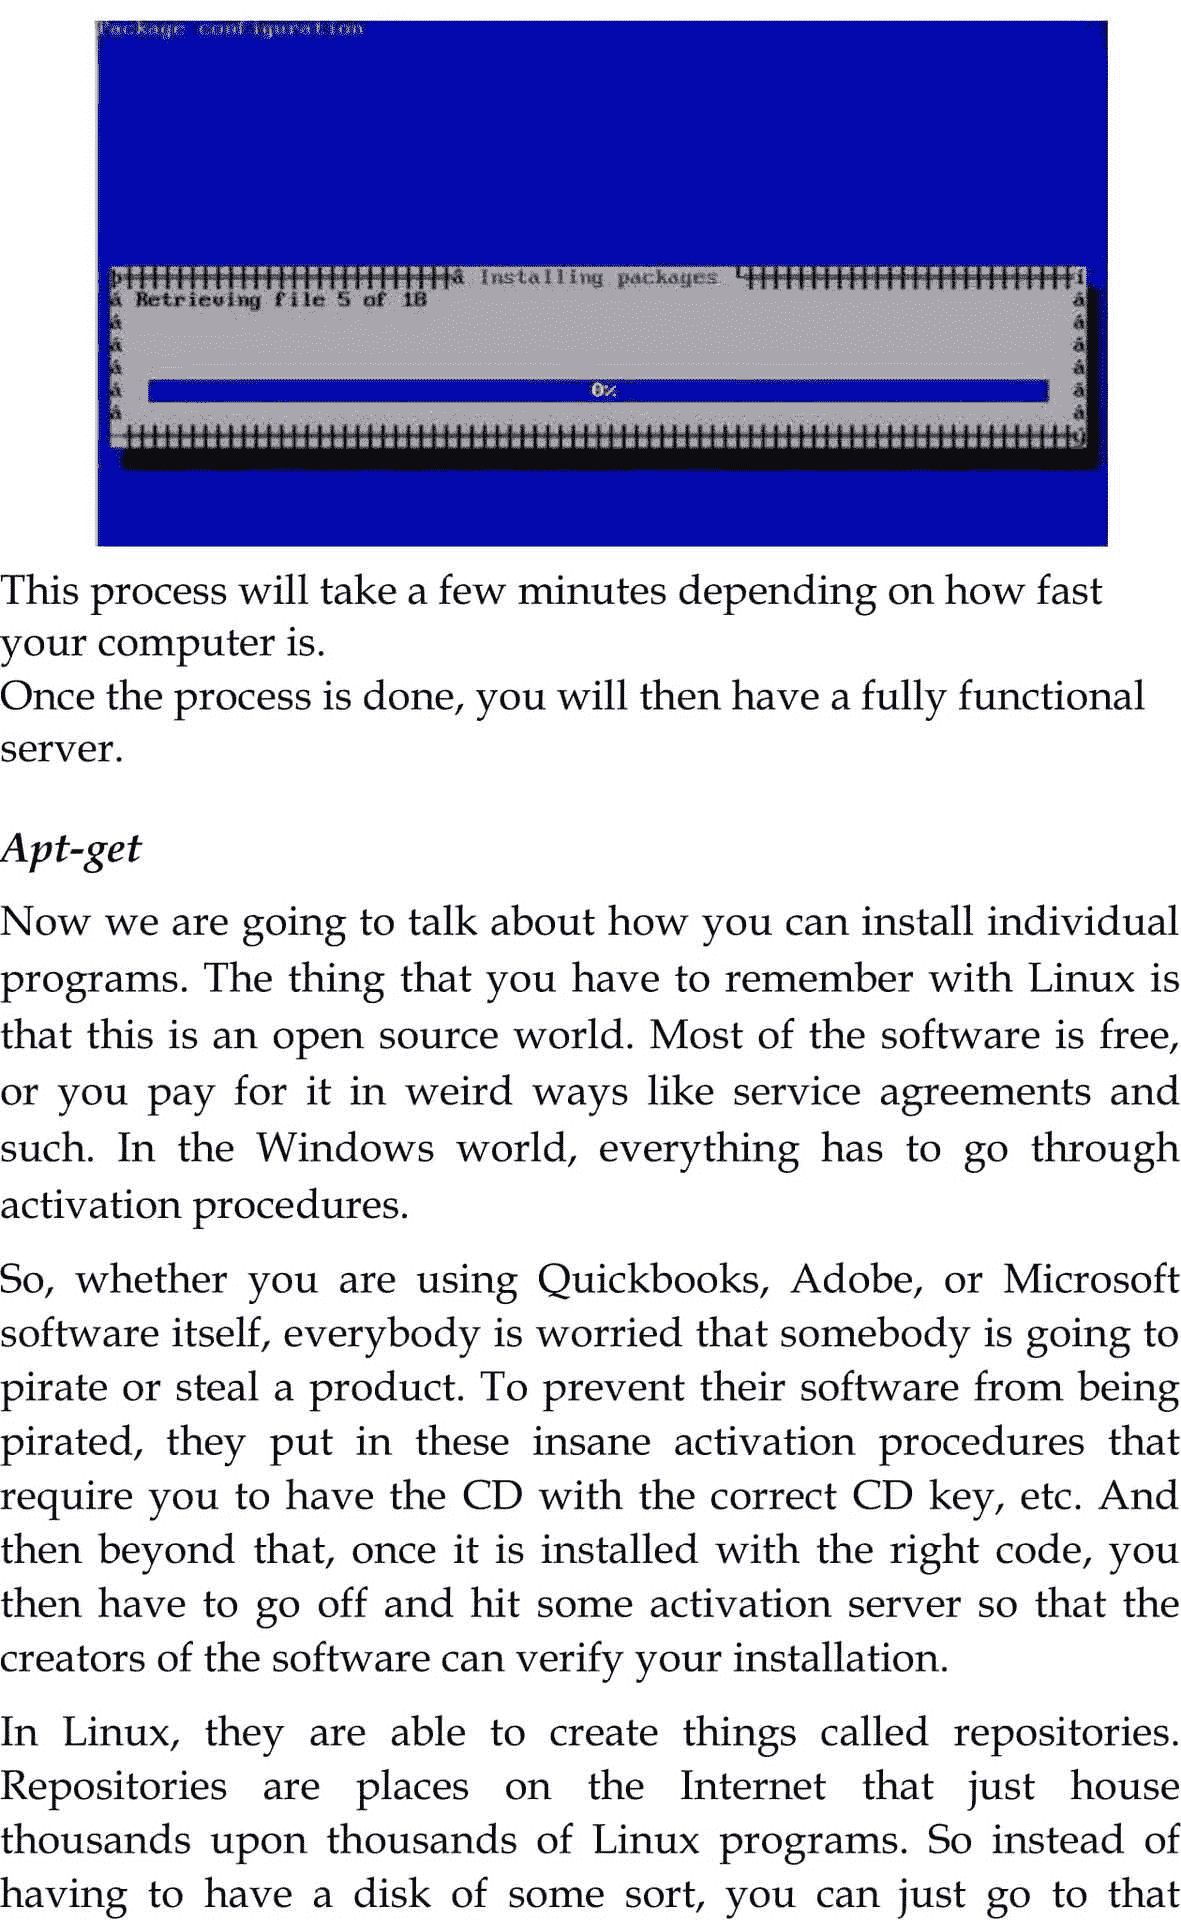 Package configuration
Installing packages
Retrieving file 5 of 18
0%
This process will take a few minutes depending on how fast
your computer is.
Once the process is done, you will then have a fully functional
server.
Apt-get
Now we are going to talk about how you can install individual
programs. The thing that you have to remember with Linux is
that this is an open source world. Most of the software is free,
or you pay for it in weird ways like service agreements and
such. In the Windows world, everything has to go through
activation procedures.
So, whether you are using Quickbooks, Adobe, or Microsoft
software itself, everybody is worried that somebody is going to
pirate or steal a product. To prevent their software from being
pirated, they put in these insane activation procedures that
require you to have the CD with the correct CD key, etc. And
then beyond that, once it is installed with the right code, you
then have to go off and hit some activation server so that the
creators of the software can verify your installation.
In Linux, they are able to create things called repositories.
Repositories are places on the Internet that just house
thousands upon thousands of Linux programs. So instead of
having to have a disk of some sort, you can just go to that